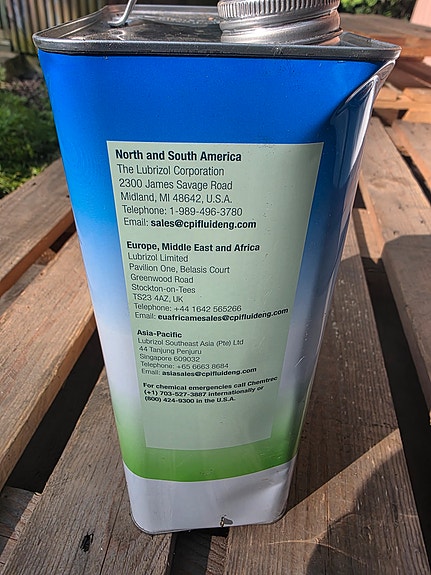 North and South America
The Lubrizol Corporation
2300 James Savage Road
Midland, MI 48642, U.S.A.
Telephone: 1-989-496-3780
Email: sales@cpifluideng.com
Europe, Middle East and Africa
Lubrizol Limited
Pavilion One, Belasis Court
Greenwood Road
Stockton-on-Tees
TS23 4AZ, UK
Telephone: +44 1642 565266
Email: euafricamesales@cpifluideng.com
Asia-Pacific
Lubrizol Southeast Asia (Pte) Ltd
44 Tanjung Penjuru
Singapore 609032
Telephone: +65 6663 8684
Email: asiasales@cpifluideng.com
For chemical emergencies call Chemtrec
(+1) 703-527-3887 internationally or
(800) 424-9300 in the U.S.A.